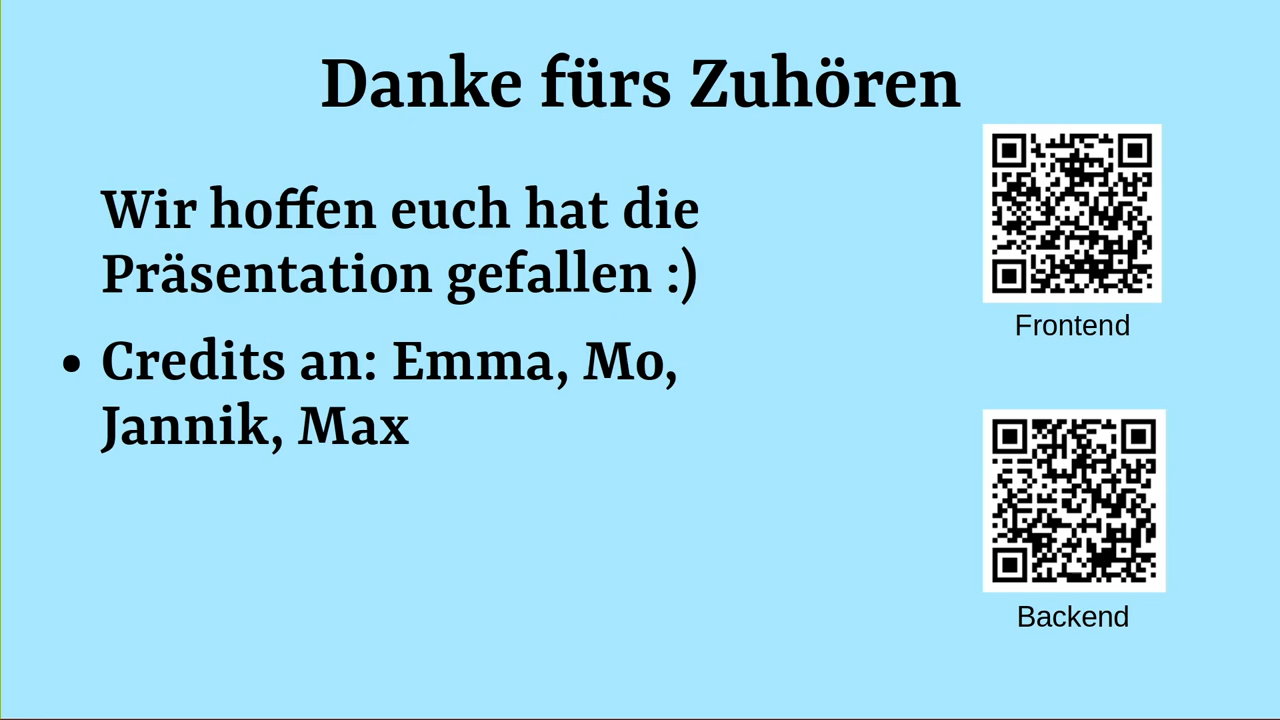 Danke fürs Zuhören
Wir hoffen euch hat die
Präsentation gefallen :)
• Credits an: Emma, Mo,
Jannik, Max
Frontend
Backend